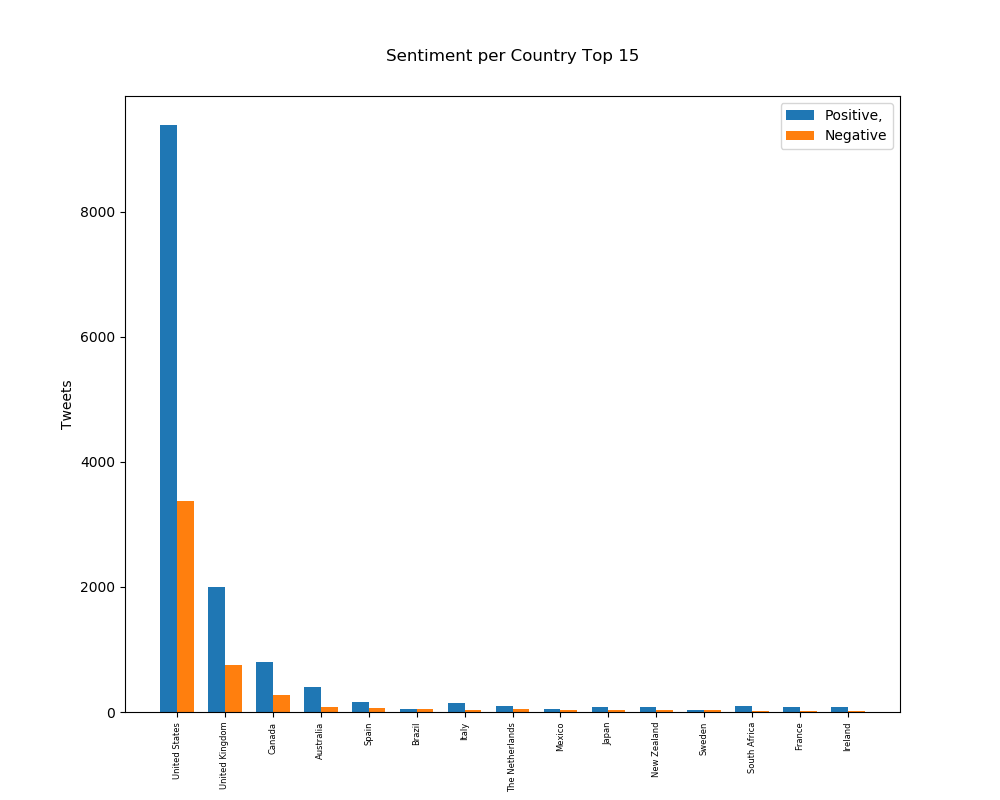 Sentiment per Country Top 15
Positive,
Negative
8000
6000
4000
2000
0
Tweets
United States
United Kingdom
Canada
Australia
Spain
Brazil
Italy
The Netherlands
Mexico
Japan
New Zealand
Sweden
South Africa
France
Ireland